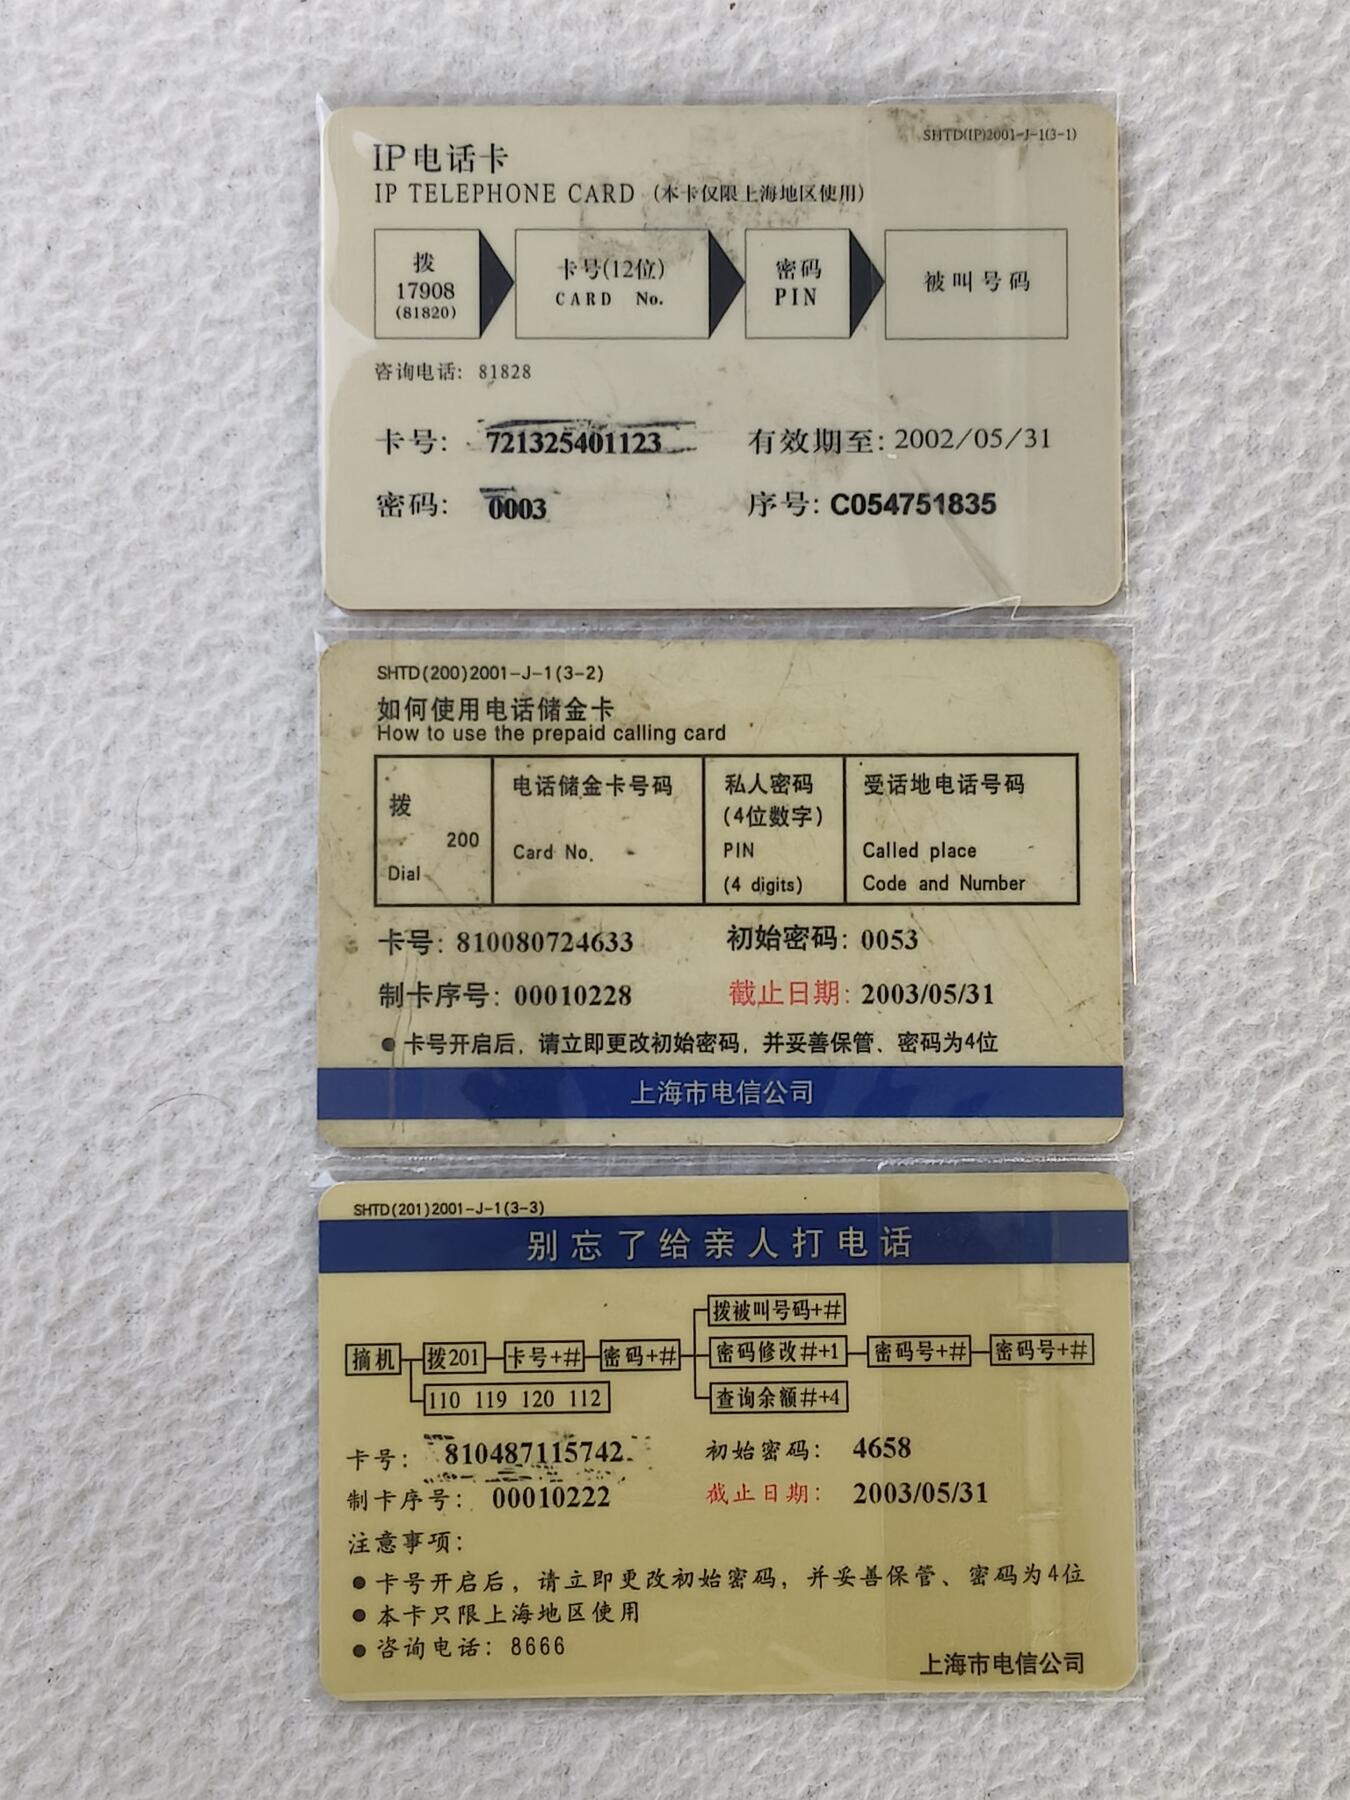 SHTD(IP)2001-J-1(3-1)
IP电话卡
IP TELEPHONE CARD (本卡仅限上海地区使用)
拨
17908
(81820)
卡号(12位)
CARD No.
密码
PIN
被叫号码
咨询电话: 81828
卡号: 721325401123 有效期至: 2002/05/31
密码: 0003 序号: C054751835
SHTD(200)2001-J-1(3-2)
如何使用电话储金卡
How to use the prepaid calling card
拨
200
Dial
电话储金卡号码
Card No.
私人密码
(4位数字)
PIN
(4 digits)
受话地电话号码
Called place
Code and Number
卡号: 810080724633 初始密码: 0053
制卡序号: 00010228 截止日期: 2003/05/31
●卡号开启后, 请立即更改初始密码, 并妥善保管、密码为4位
上海市电信公司
SHTD(201)2001-J-1(3-3)
别忘了给亲人打电话
拨被叫号码+#
摘机 拨201 卡号+# 密码+# 密码修改#+1 密码号+# 密码号+#
110 119 120 112 查询余额#+4
卡号: 810487115742 初始密码: 4658
制卡序号: 00010222 截止日期: 2003/05/31
注意事项:
●卡号开启后, 请立即更改初始密码, 并妥善保管、密码为4位
●本卡只限上海地区使用
●咨询电话: 8666
上海市电信公司